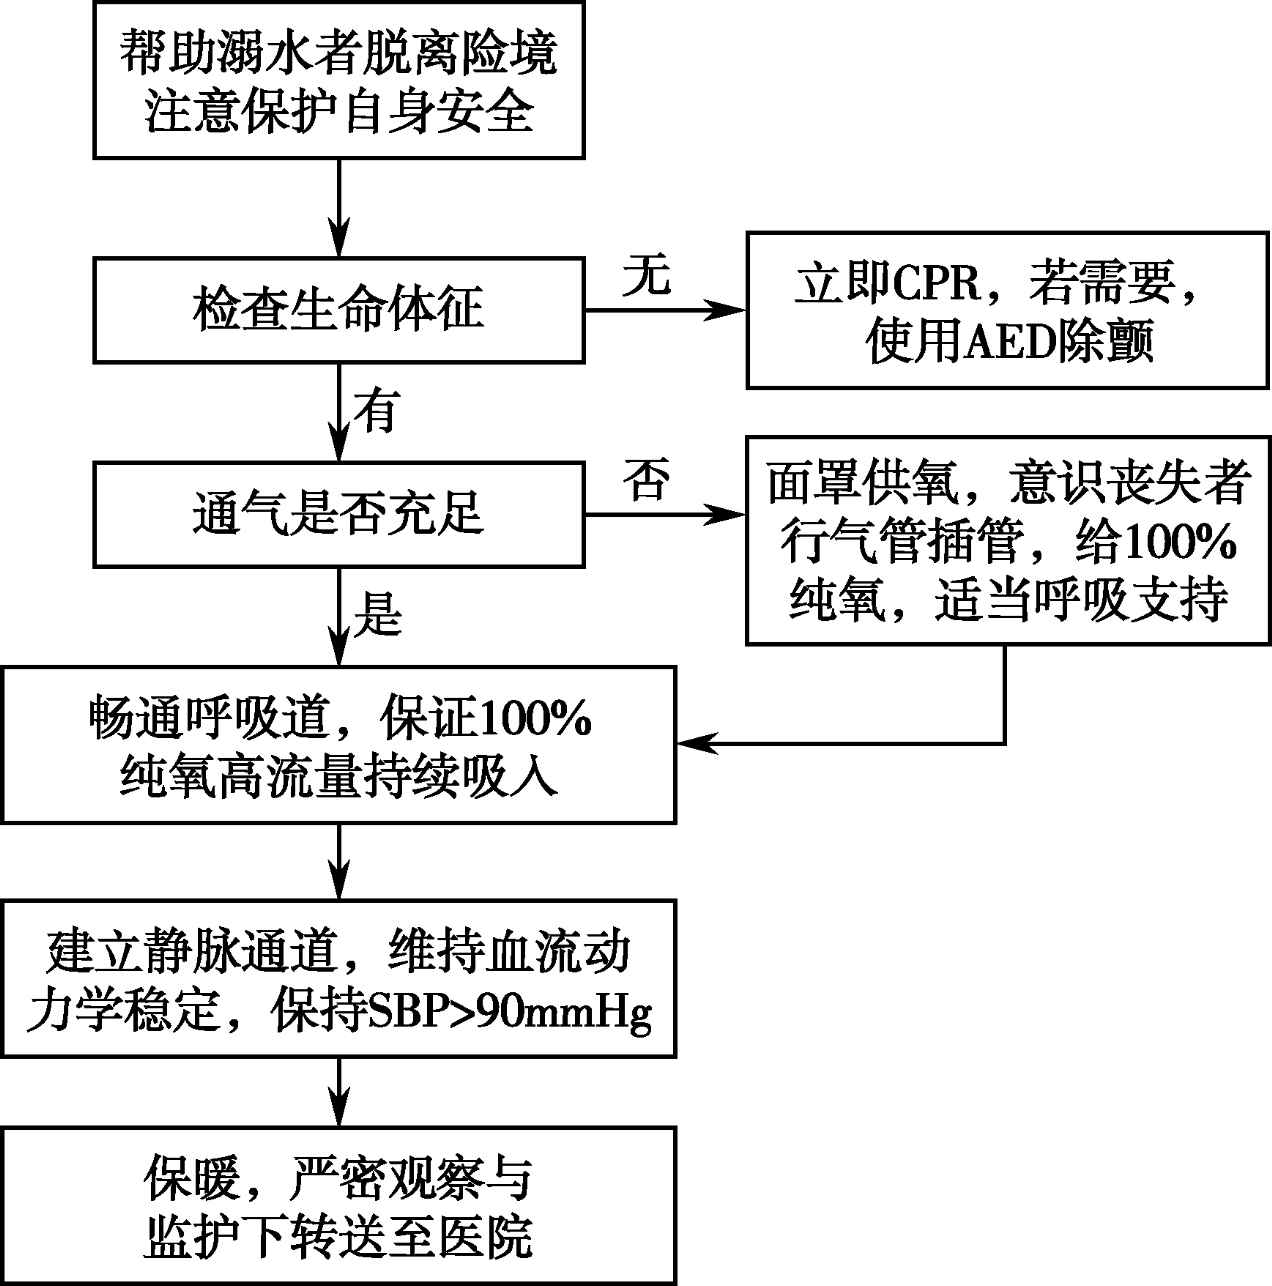 帮助溺水者脱离险境
注意保护自身安全
检查生命体征
无
立即CPR，若需要，
使用AED除颤
有
通气是否充足
否
面罩供氧，意识丧失者
行气管插管，给100%
纯氧，适当呼吸支持
是
畅通呼吸道，保证100%
纯氧高流量持续吸入
建立静脉通道，维持血流动
力学稳定，保持SBP>90mmHg
保暖，严密观察与
监护下转送至医院